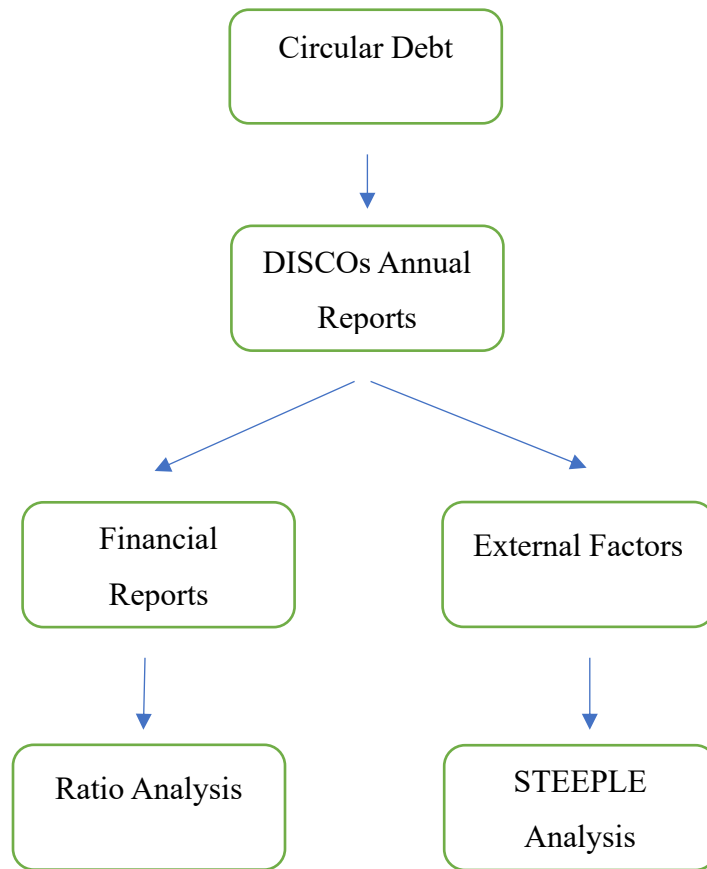 Circular Debt
DISCOs Annual
Reports
Financial
Reports
External Factors
Ratio Analysis
STEEPLE
Analysis